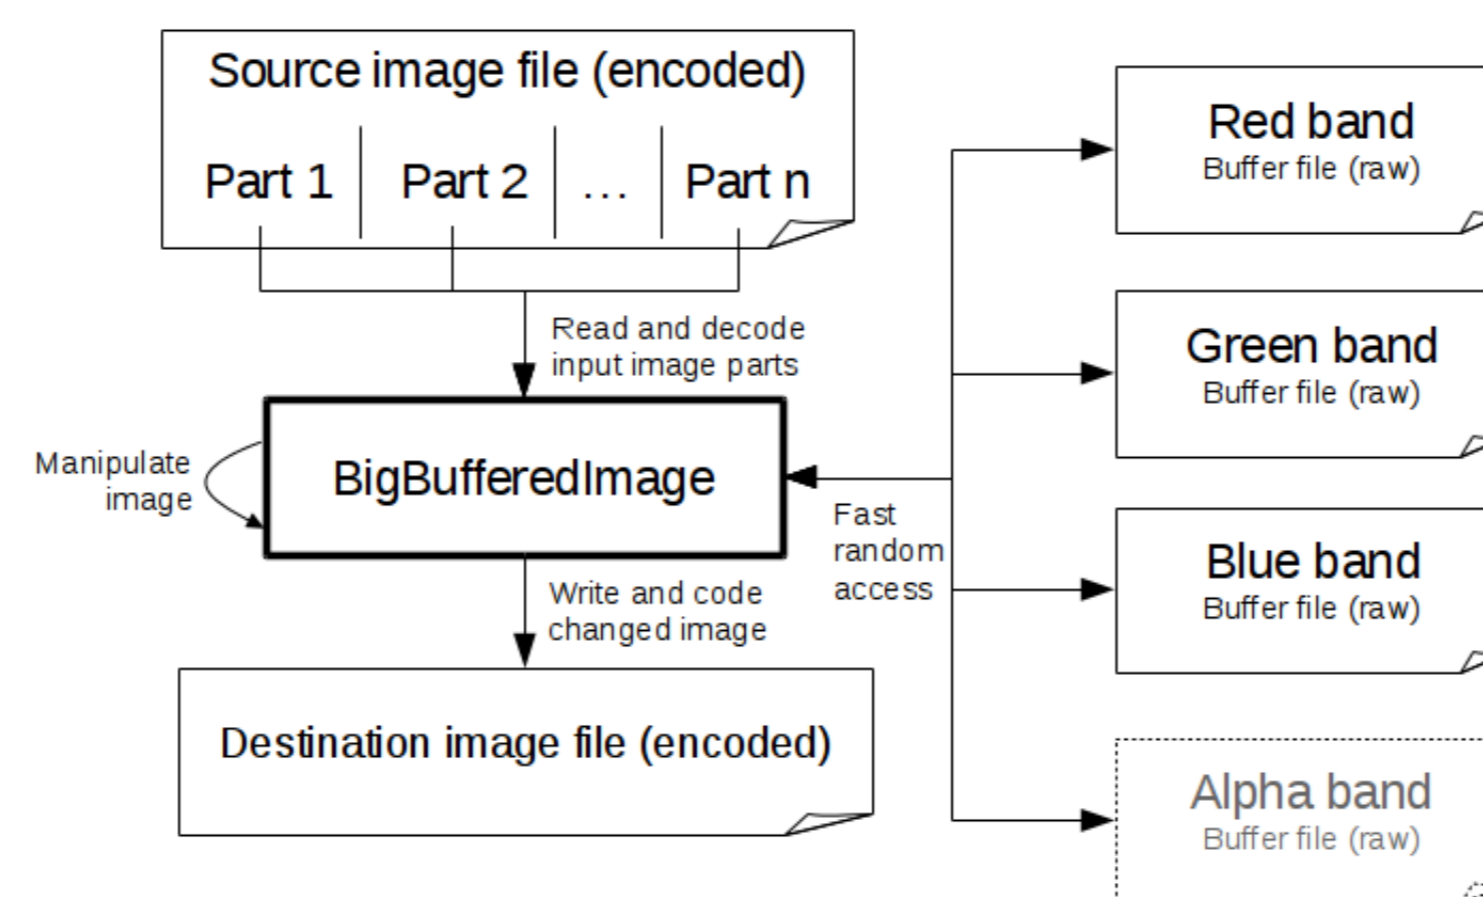 Source image file (encoded)
Part 1
Part 2
...
Part n
Read and decode
input image parts
Manipulate
image
BigBufferedImage
Fast
random
access
Write and code
changed image
Destination image file (encoded)
Red band
Buffer file (raw)
Green band
Buffer file (raw)
Blue band
Buffer file (raw)
Alpha band
Buffer file (raw)